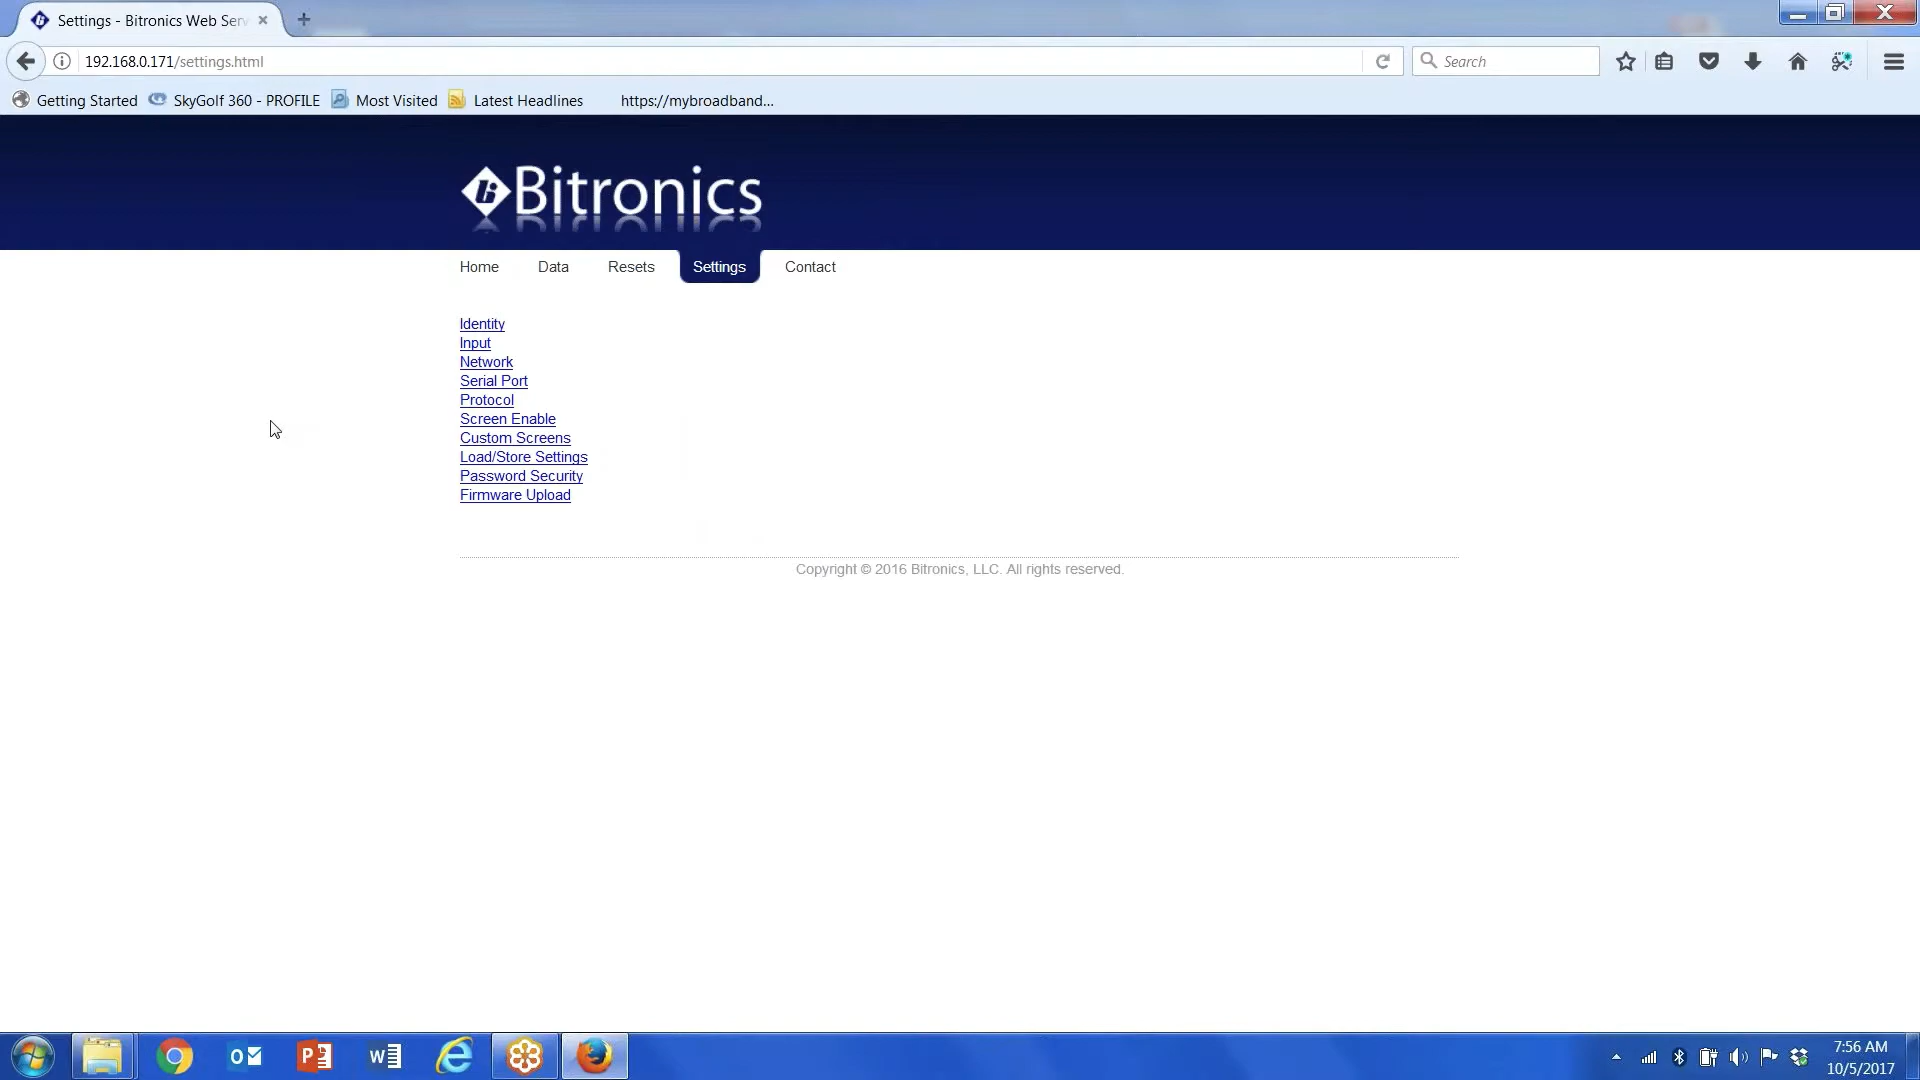 Settings - Bitronics Web Serv
192.168.0.171/settings.html
Search
Getting Started SkyGolf 360 - PROFILE Most Visited Latest Headlines https://mybroadband...
Bitronics
Home Data Resets Settings Contact
Identity
Input
Network
Serial Port
Protocol
Screen Enable
Custom Screens
Load/Store Settings
Password Security
Firmware Upload
Copyright © 2016 Bitronics, LLC. All rights reserved.
7:56 AM
10/5/2017